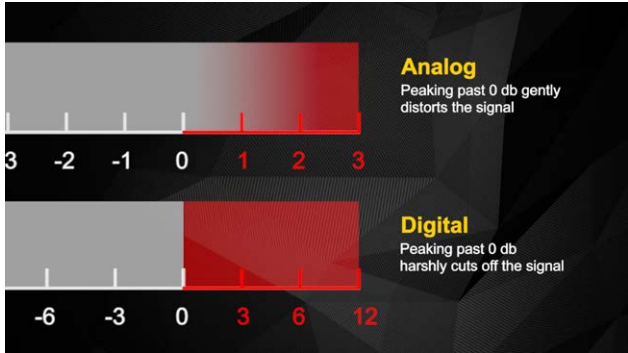 Analog
Peaking past 0 db gently
distorts the signal
3 -2 -1 0 1 2 3
Digital
Peaking past 0 db
harshly cuts off the signal
-6 -3 0 3 6 12